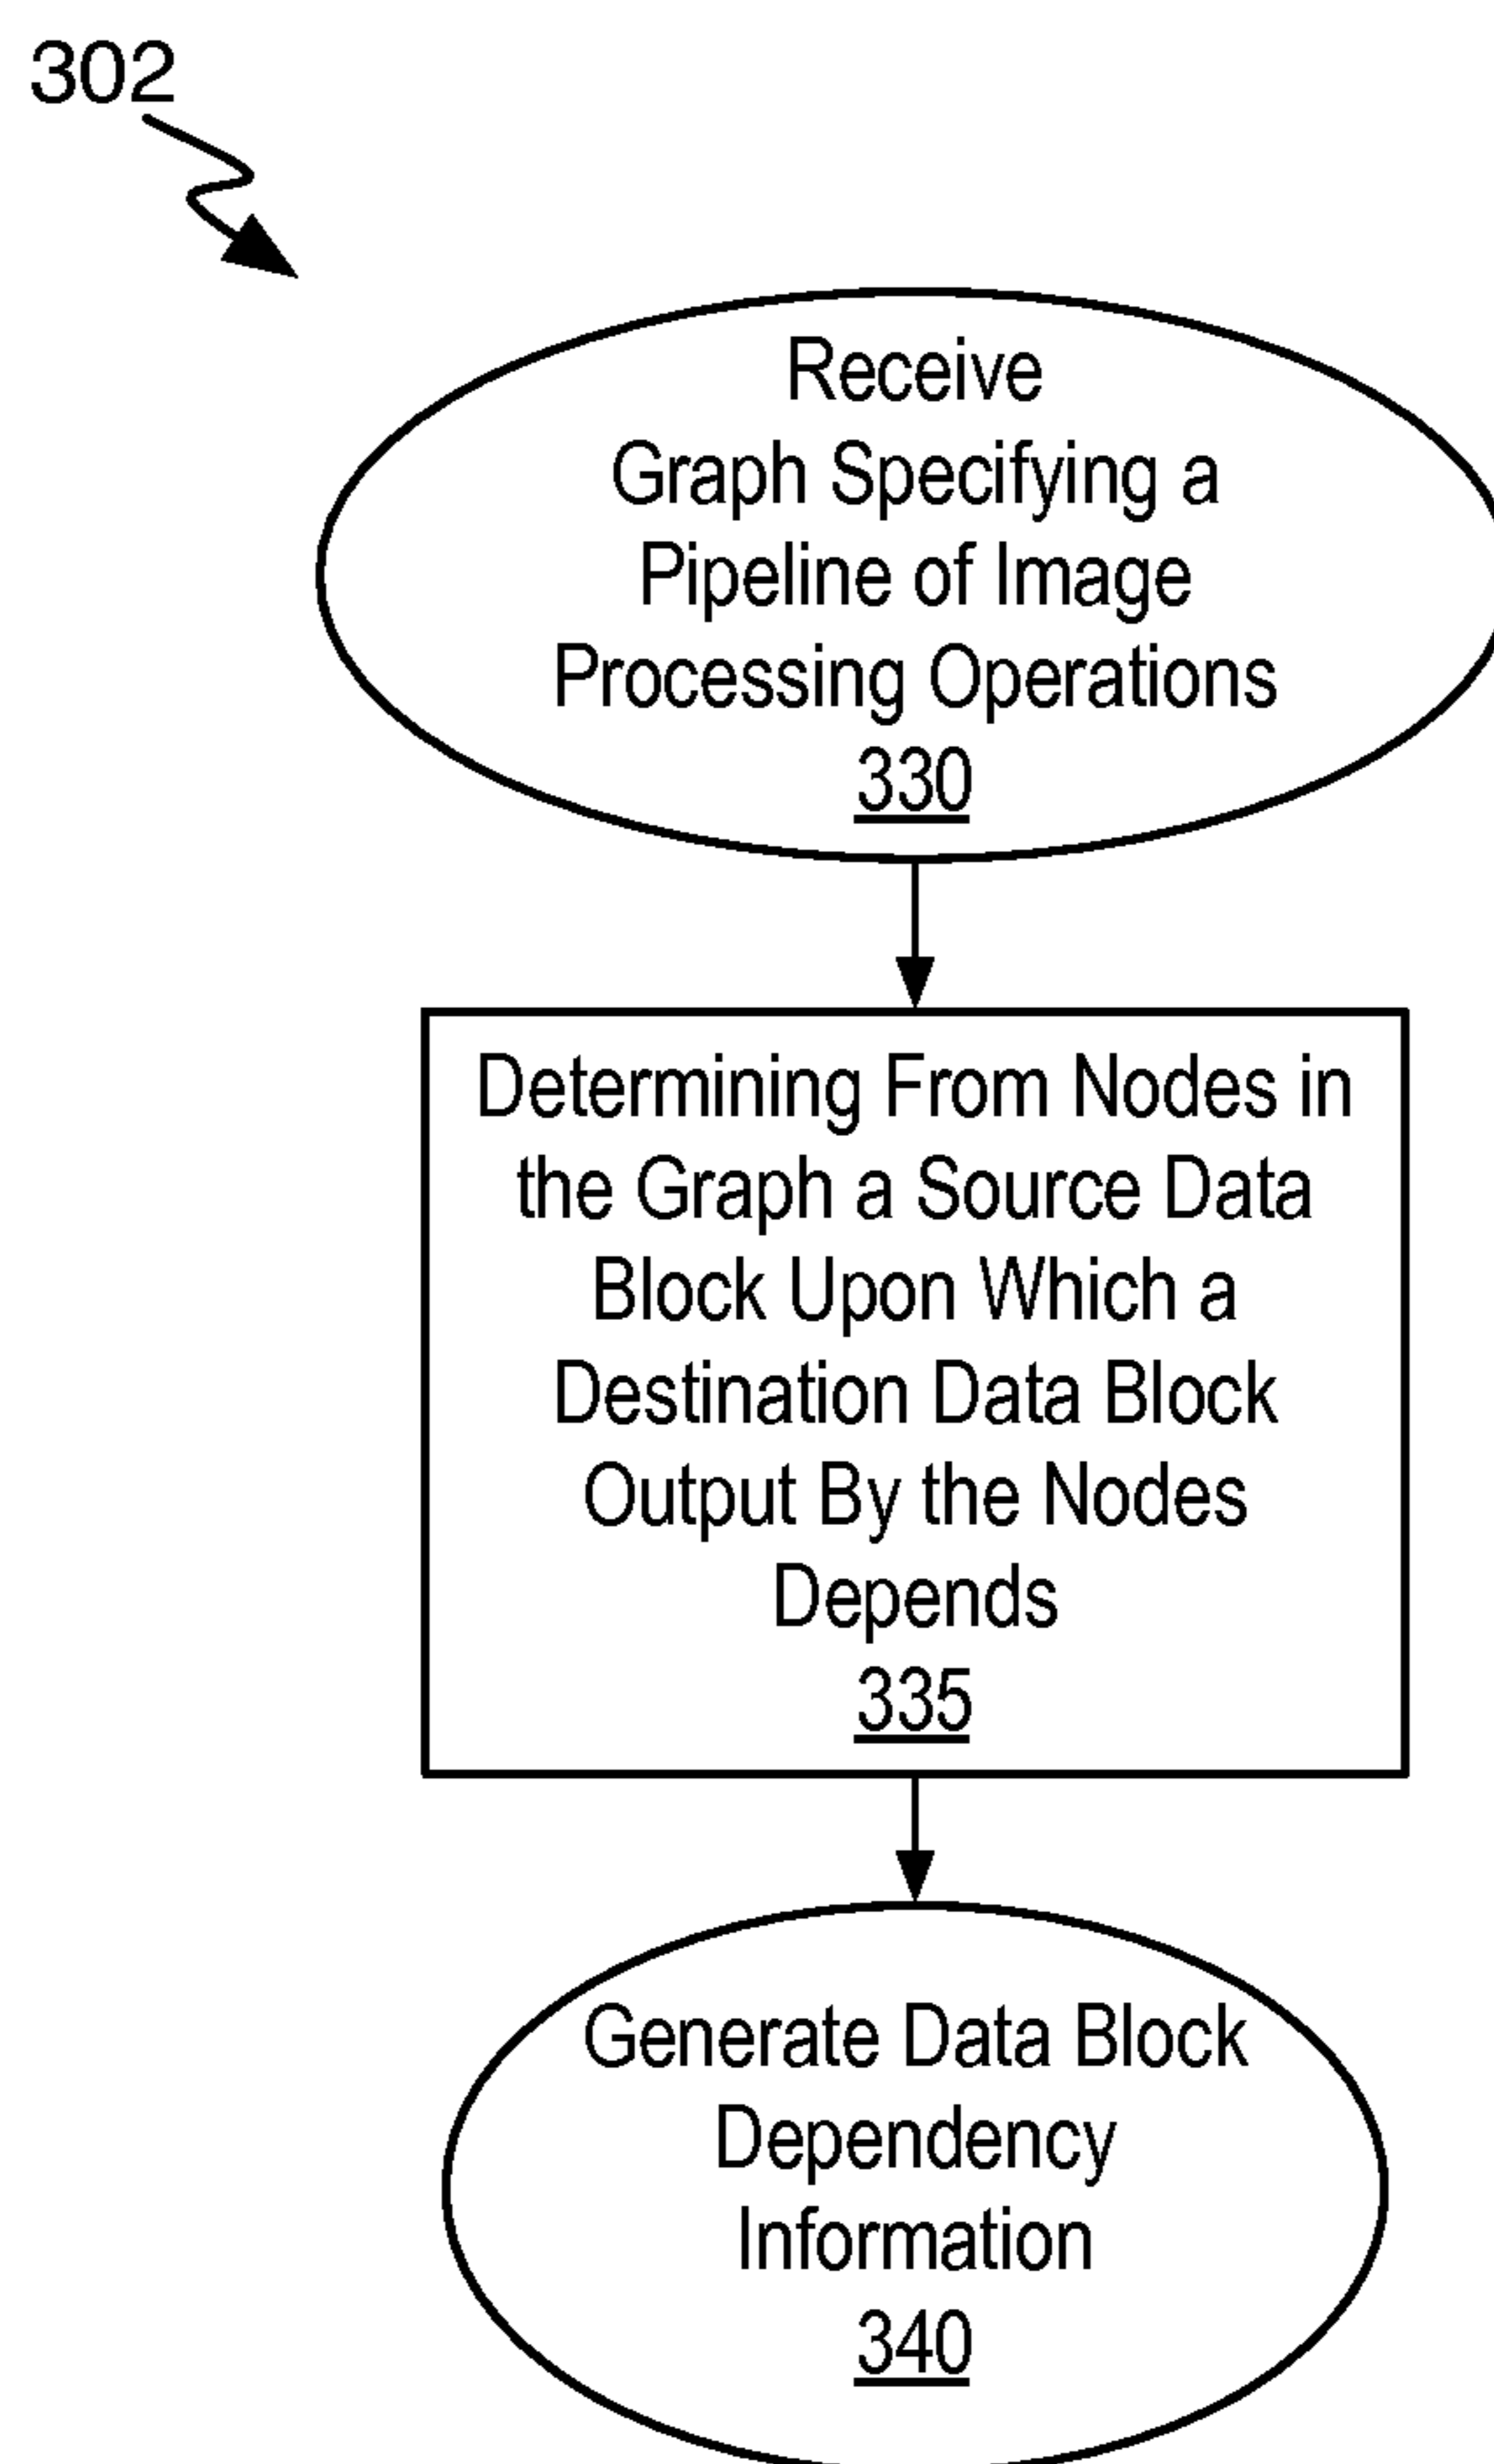 302
Receive
Graph Specifying a
Pipeline of Image
Processing Operations
330
Determining From Nodes in
the Graph a Source Data
Block Upon Which a
Destination Data Block
Output By the Nodes
Depends
335
Generate Data Block
Dependency
Information
340